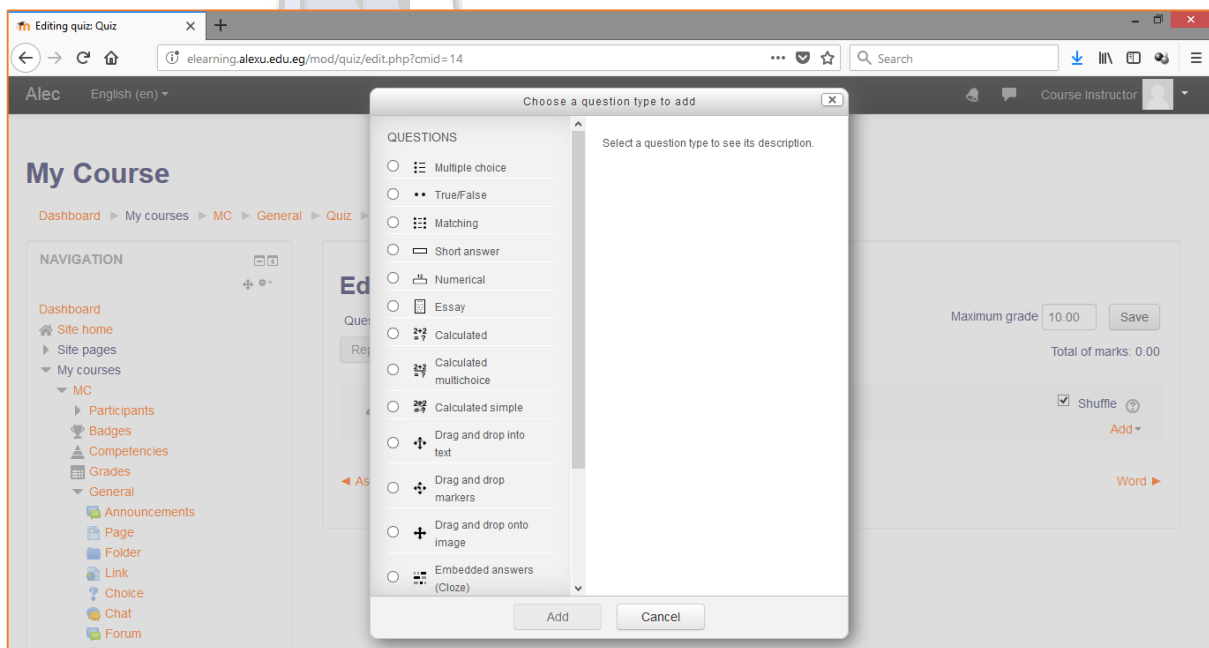 Editing quiz: Quiz
elearning.alexu.edu.eg/mod/quiz/edit.php?cmid=14
Search
Alec English (en)
Course Instructor
Choose a question type to add
QUESTIONS
Multiple choice
True/False
Matching
Short answer
Numerical
Essay
Calculated
Calculated
multichoice
Calculated simple
Drag and drop into
text
Drag and drop
markers
Drag and drop onto
image
Embedded answers
(Cloze)
Select a question type to see its description.
Add Cancel
My Course
Dashboard ▶ My courses ▶ MC ▶ General ▶ Quiz ▶
NAVIGATION
Dashboard
Site home
Site pages
My courses
MC
Participants
Badges
Competencies
Grades
General
Announcements
Page
Folder
Link
Choice
Chat
Forum
Ed
Que
Re
Maximum grade 10.00 Save
Total of marks: 0.00
Shuffle
Add
◀ As
Word ▶